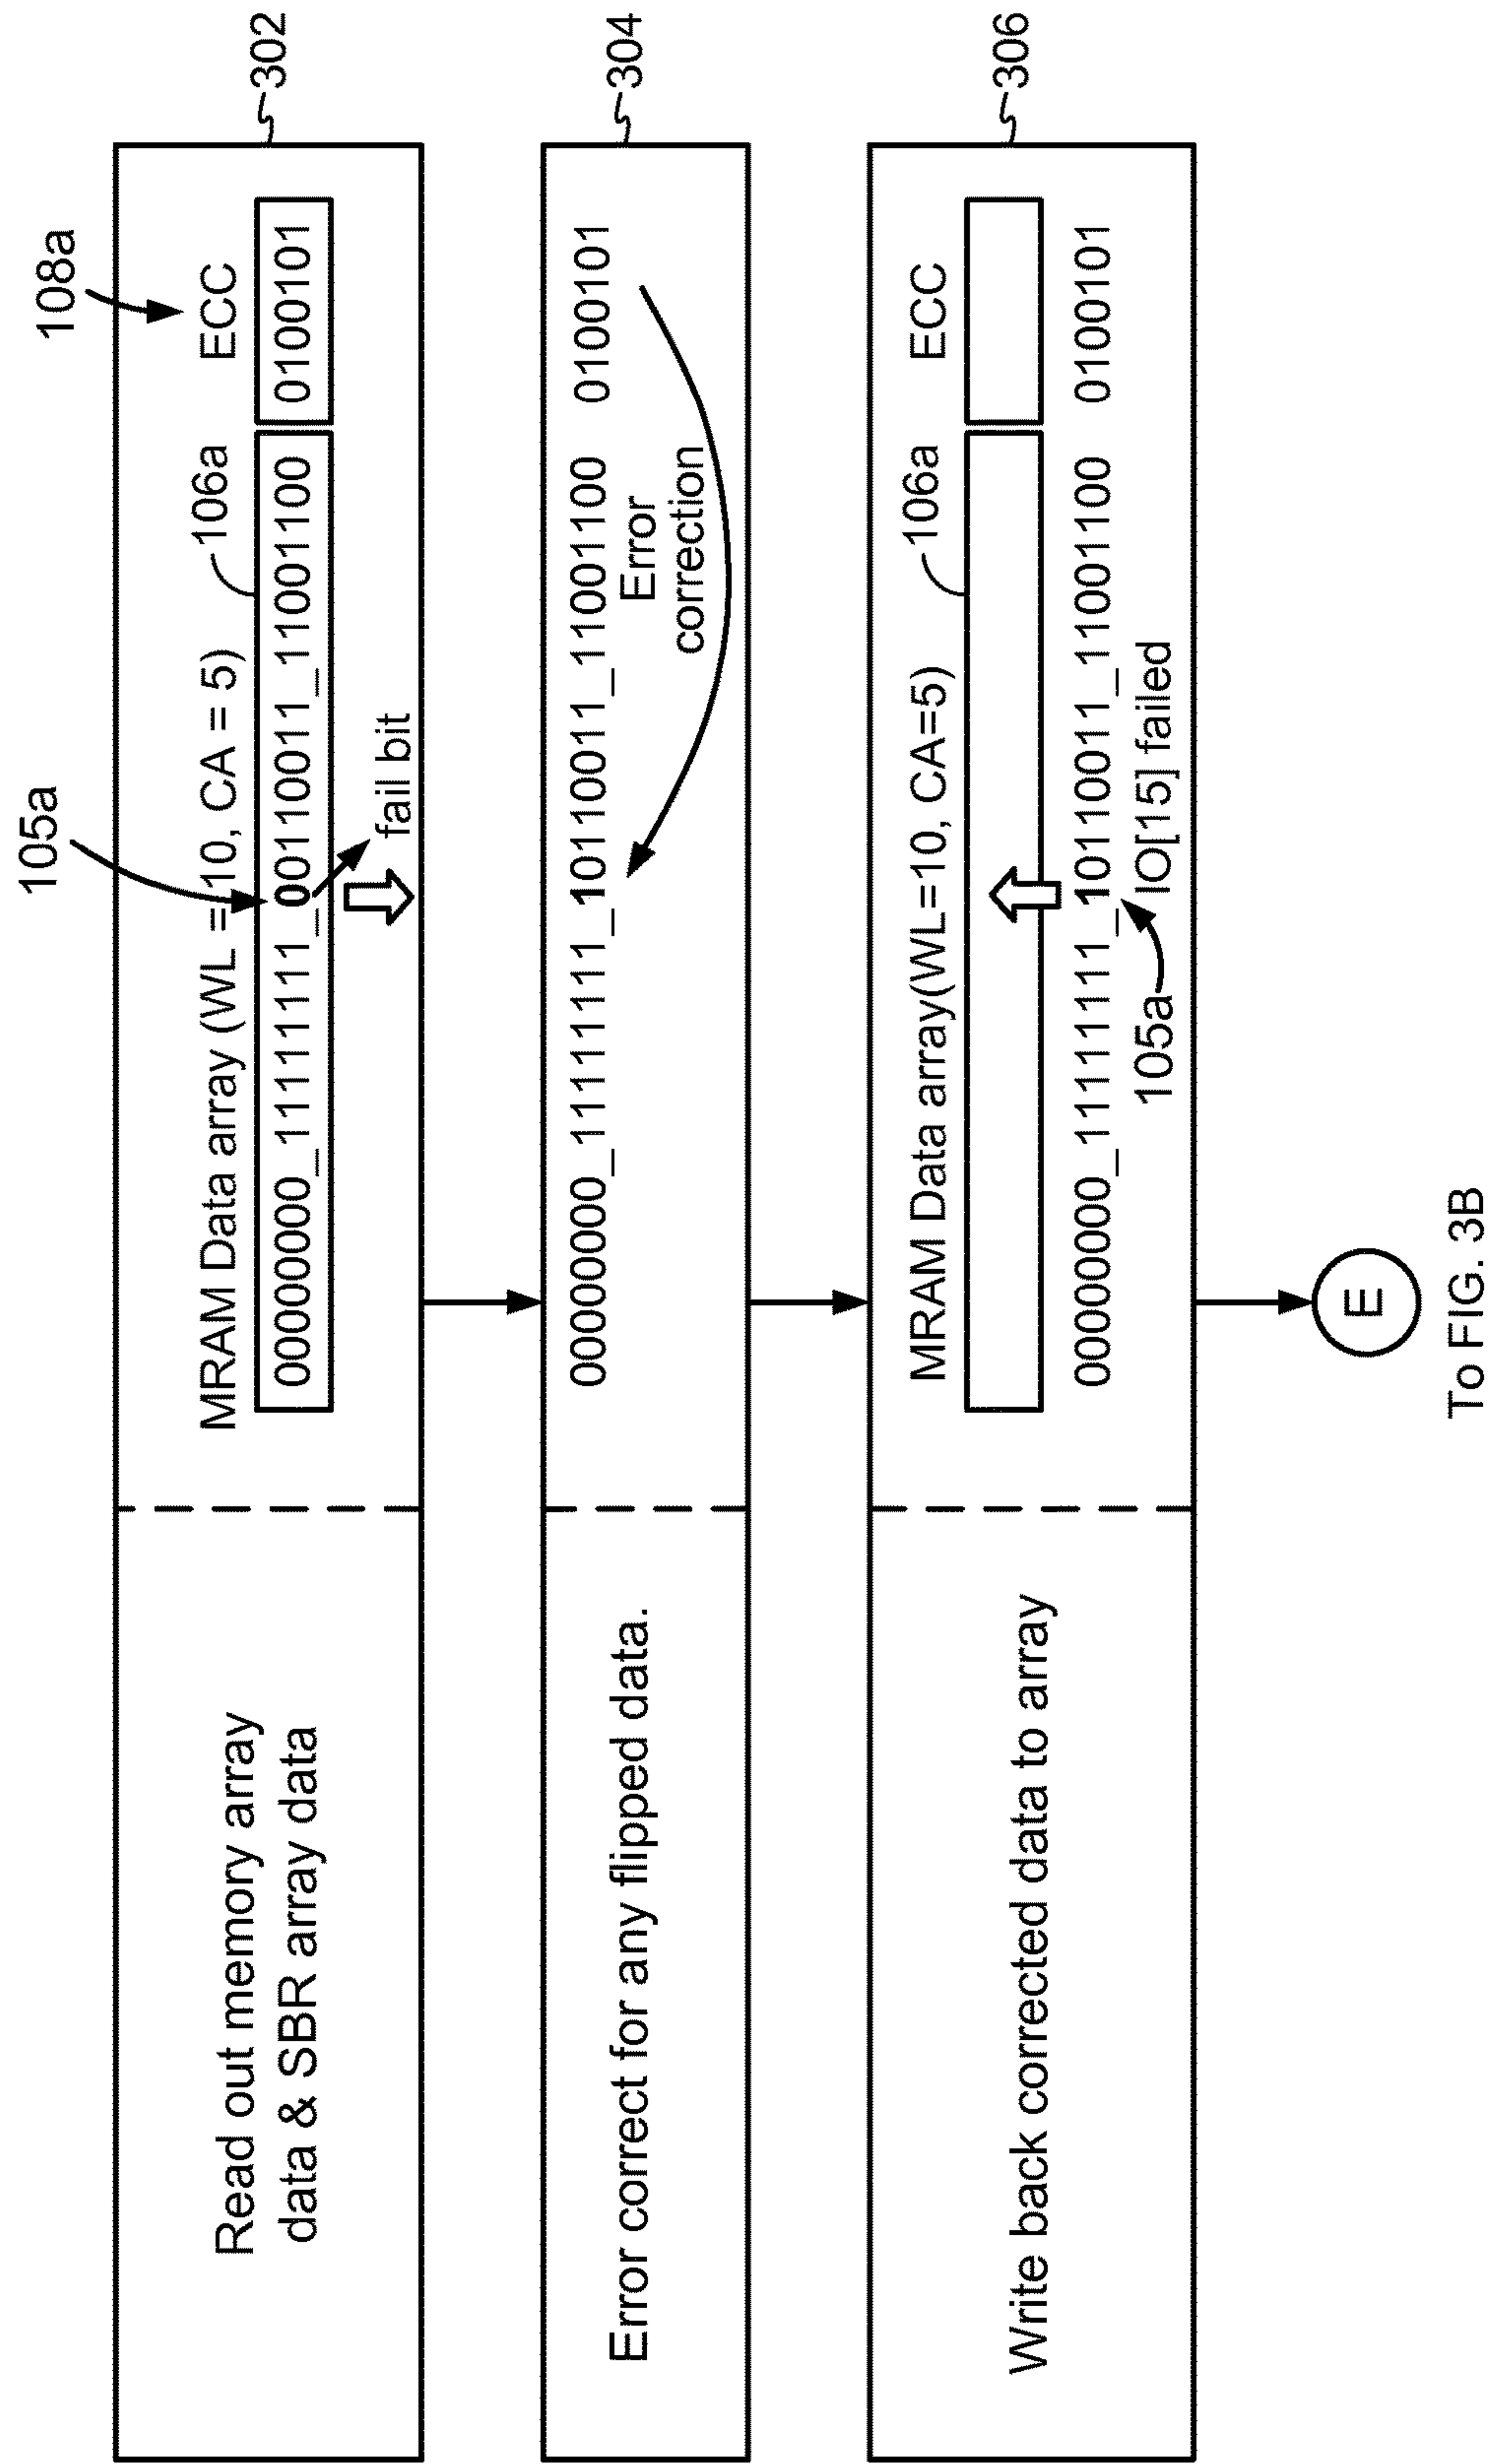 108a
105a
Read out memory array
data & SBR array data
MRAM Data array (WL =10, CA = 5)
106a
ECC
00000000_11111111_00110011_11001100
0100101
fail bit
302
Error correct for any flipped data.
00000000_11111111_10110011_11001100
0100101
Error
correction
304
Write back corrected data to array
MRAM Data array(WL=10, CA=5)
106a
ECC
00000000_11111111_10110011_11001100
0100101
105a
IO[15] failed
306
E
To FIG. 3B